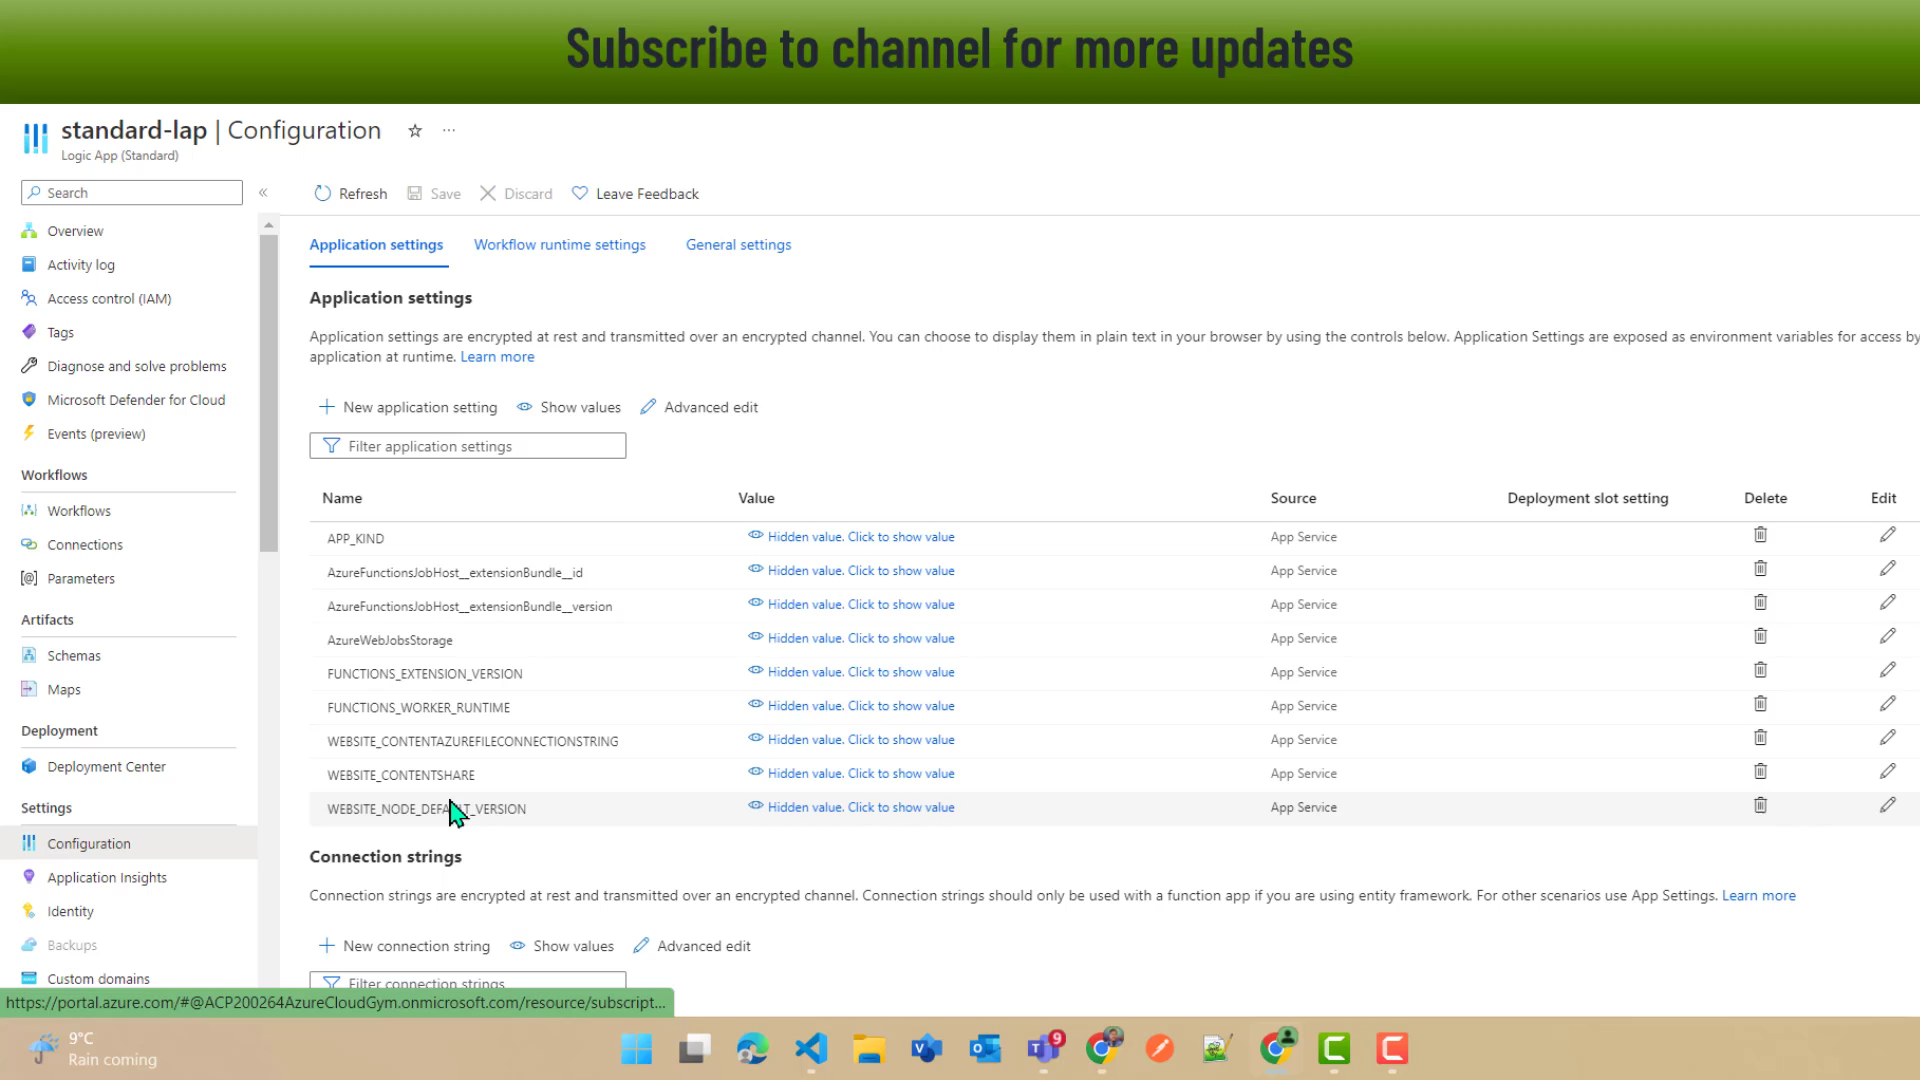 Subscribe to channel for more updates
standard-lap | Configuration
Logic App (Standard)
Search
«
Refresh
Save
Discard
Leave Feedback
Overview
Activity log
Access control (IAM)
Tags
Diagnose and solve problems
Microsoft Defender for Cloud
Events (preview)
Workflows
Workflows
Connections
Parameters
Artifacts
Schemas
Maps
Deployment
Deployment Center
Settings
Configuration
Application Insights
Identity
Backups
Custom domains
Application settings
Workflow runtime settings
General settings
Application settings
Application settings are encrypted at rest and transmitted over an encrypted channel. You can choose to display them in plain text in your browser by using the controls below. Application Settings are exposed as environment variables for access by
application at runtime. Learn more
New application setting
Show values
Advanced edit
Filter application settings
Name Value Source Deployment slot setting Delete Edit
APP_KIND Hidden value. Click to show value App Service
AzureFunctionsJobHost__extensionBundle__id Hidden value. Click to show value App Service
AzureFunctionsJobHost__extensionBundle__version Hidden value. Click to show value App Service
AzureWebJobsStorage Hidden value. Click to show value App Service
FUNCTIONS_EXTENSION_VERSION Hidden value. Click to show value App Service
FUNCTIONS_WORKER_RUNTIME Hidden value. Click to show value App Service
WEBSITE_CONTENTAZUREFILECONNECTIONSTRING Hidden value. Click to show value App Service
WEBSITE_CONTENTSHARE Hidden value. Click to show value App Service
WEBSITE_NODE_DEFAULT_VERSION Hidden value. Click to show value App Service
Connection strings
Connection strings are encrypted at rest and transmitted over an encrypted channel. Connection strings should only be used with a function app if you are using entity framework. For other scenarios use App Settings. Learn more
New connection string
Show values
Advanced edit
Filter connection strings
https://portal.azure.com/#@ACP200264AzureCloudGym.onmicrosoft.com/resource/subscript...
9°C
Rain coming
9